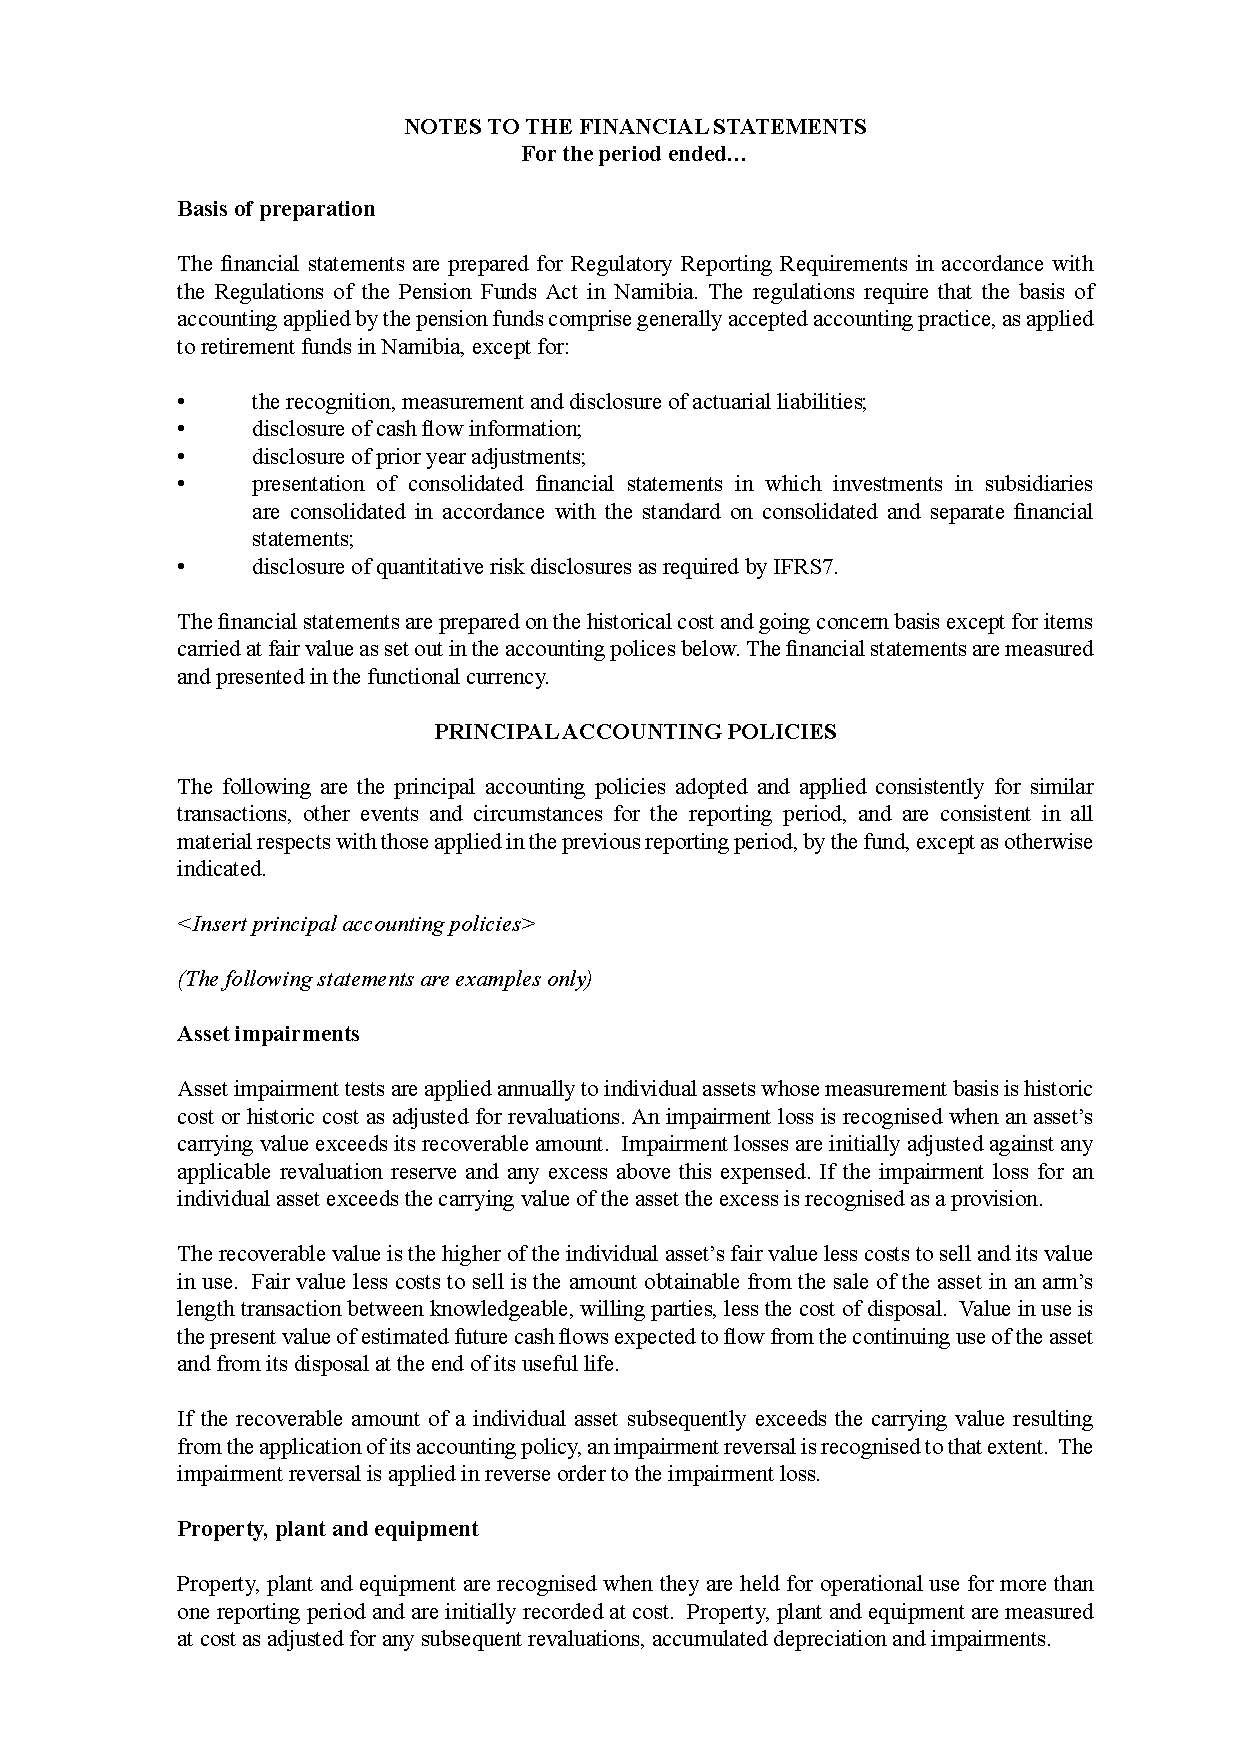 NOTES TO THE FINANCIAL STATEMENTS
For the period ended…
Basis of preparation
The financial statements are prepared for Regulatory Reporting Requirements in accordance with
the Regulations of the Pension Funds Act in Namibia. The regulations require that the basis of
accounting applied by the pension funds comprise generally accepted accounting practice, as applied
to retirement funds in Namibia, except for:
• the recognition, measurement and disclosure of actuarial liabilities;
• disclosure of cash flow information;
• disclosure of prior year adjustments;
• presentation of consolidated financial statements in which investments in subsidiaries
are consolidated in accordance with the standard on consolidated and separate financial
statements;
• disclosure of quantitative risk disclosures as required by IFRS7.
The financial statements are prepared on the historical cost and going concern basis except for items
carried at fair value as set out in the accounting polices below. The financial statements are measured
and presented in the functional currency.
PRINCIPAL ACCOUNTING POLICIES
The following are the principal accounting policies adopted and applied consistently for similar
transactions, other events and circumstances for the reporting period, and are consistent in all
material respects with those applied in the previous reporting period, by the fund, except as otherwise
indicated.
<Insert principal accounting policies>
(The following statements are examples only)
Asset impairments
Asset impairment tests are applied annually to individual assets whose measurement basis is historic
cost or historic cost as adjusted for revaluations. An impairment loss is recognised when an asset’s
carrying value exceeds its recoverable amount.  Impairment losses are initially adjusted against any
applicable revaluation reserve and any excess above this expensed. If the impairment loss for an
individual asset exceeds the carrying value of the asset the excess is recognised as a provision.
The recoverable value is the higher of the individual asset’s fair value less costs to sell and its value
in use.  Fair value less costs to sell is the amount obtainable from the sale of the asset in an arm’s
length transaction between knowledgeable, willing parties, less the cost of disposal.  Value in use is
the present value of estimated future cash flows expected to flow from the continuing use of the asset
and from its disposal at the end of its useful life.
If the recoverable amount of a individual asset subsequently exceeds the carrying value resulting
from the application of its accounting policy, an impairment reversal is recognised to that extent.  The
impairment reversal is applied in reverse order to the impairment loss.
Property, plant and equipment
Property, plant and equipment are recognised when they are held for operational use for more than
one reporting period and are initially recorded at cost.  Property, plant and equipment are measured
at cost as adjusted for any subsequent revaluations, accumulated depreciation and impairments.